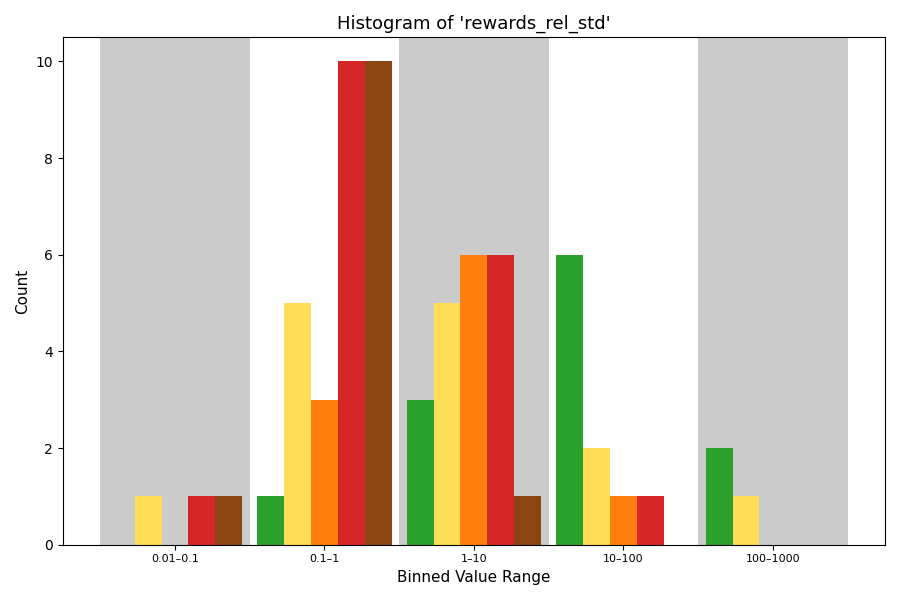 Histogram of 'rewards_rel_std'
Count
10
8
6
4
2
0
0.01–0.1 0.1–1 1–10 10–100 100–1000
Binned Value Range